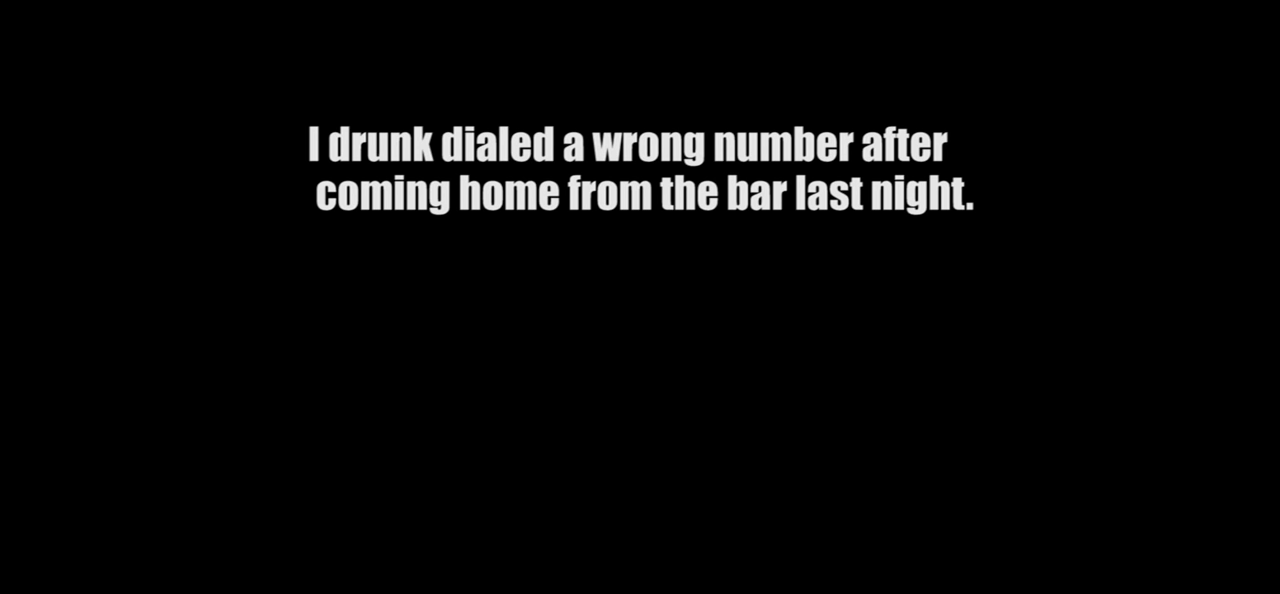 I drunk dialed a wrong number after
coming home from the bar last night.